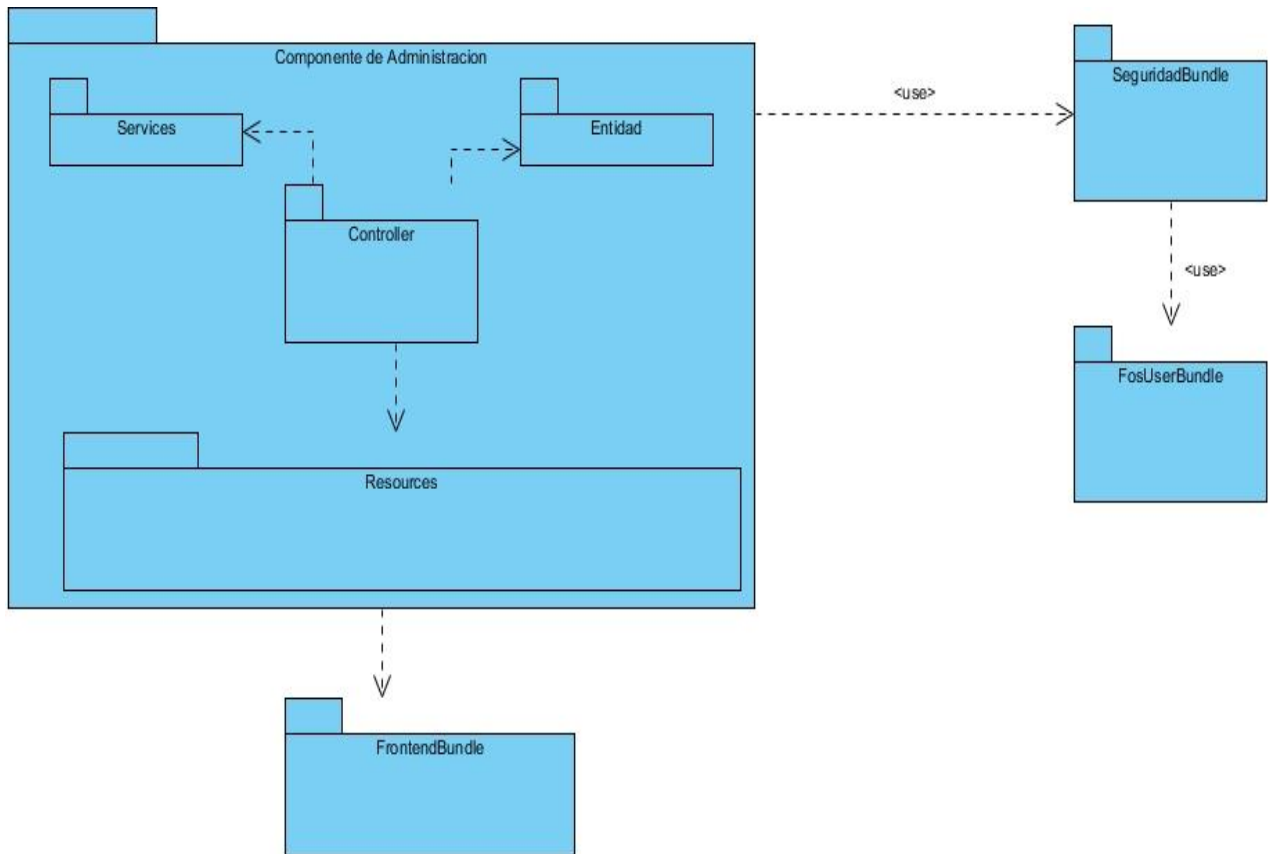 Componente de Administracion
Services
Entidad
Controller
Resources
<use>
SeguridadBundle
<use>
FosUserBundle
FrontendBundle